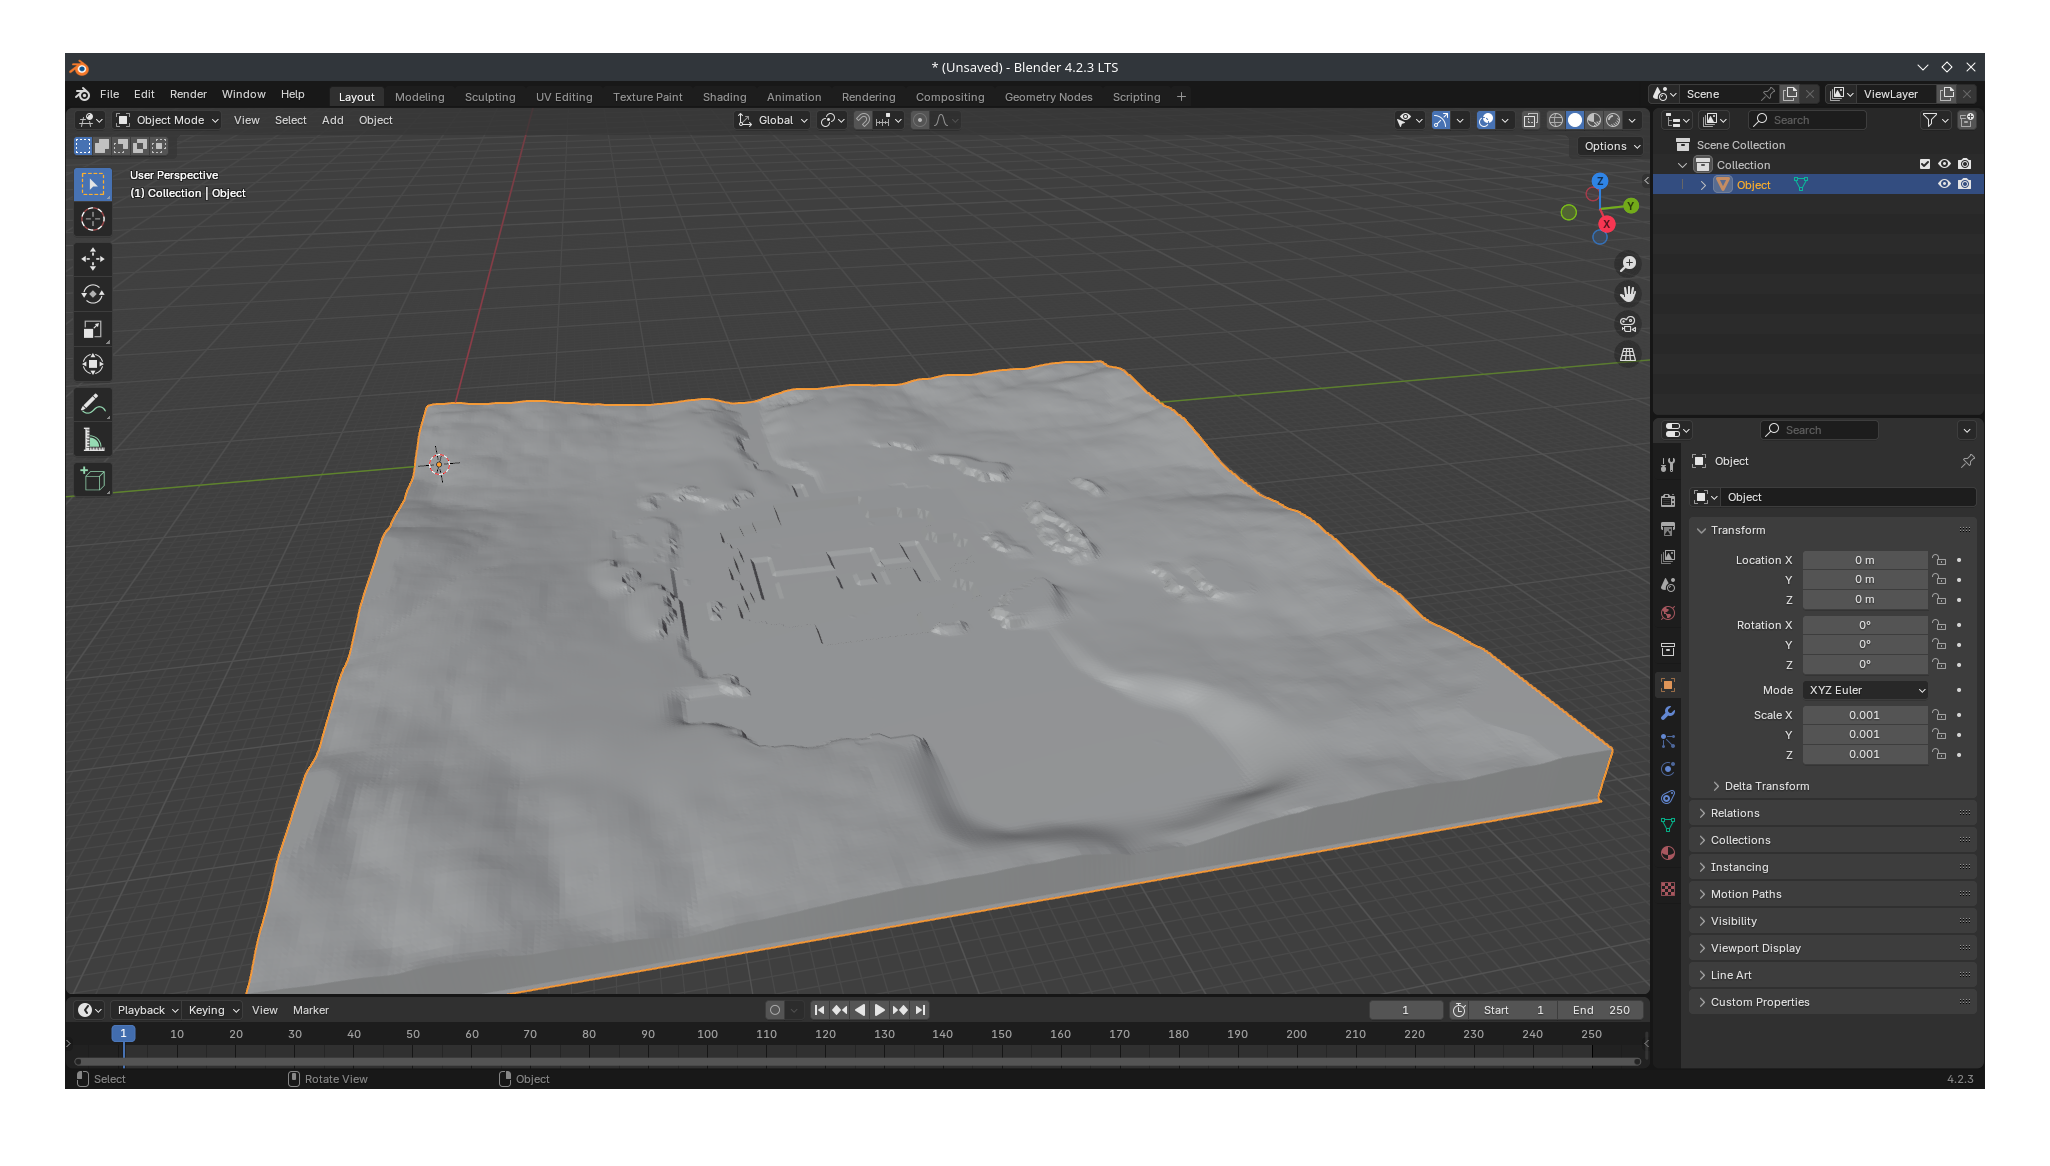 * (Unsaved) - Blender 4.2.3 LTS
File Edit Render Window Help
Layout Modeling Sculpting UV Editing Texture Paint Shading Animation Rendering Compositing Geometry Nodes Scripting +
Scene ViewLayer
Object Mode View Select Add Object
Global
Search
Options
User Perspective
(1) Collection | Object
Z
Y
X
Scene Collection
Collection
Object
Search
Object
Object
Transform
Location X 0 m
Y 0 m
Z 0 m
Rotation X 0°
Y 0°
Z 0°
Mode XYZ Euler
Scale X 0.001
Y 0.001
Z 0.001
Delta Transform
Relations
Collections
Instancing
Motion Paths
Visibility
Viewport Display
Line Art
Custom Properties
Playback Keying View Marker
1 Start 1 End 250
1 10 20 30 40 50 60 70 80 90 100 110 120 130 140 150 160 170 180 190 200 210 220 230 240 250
Select Rotate View Object
4.2.3